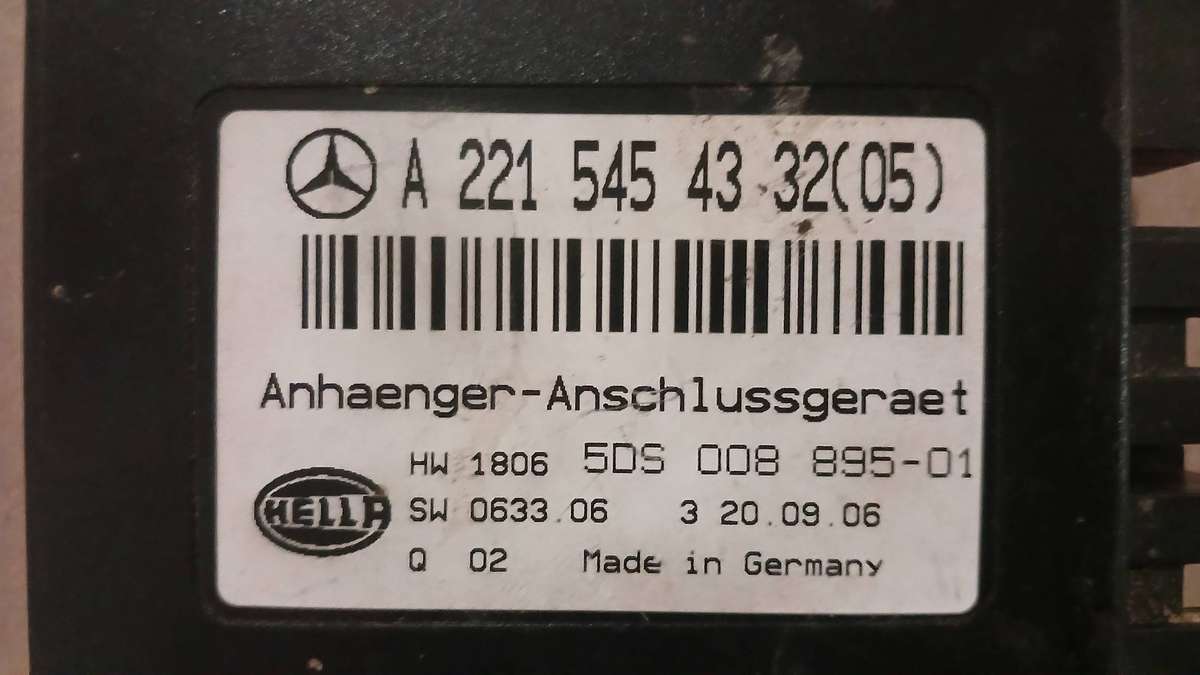 A 221 545 43 32(05)
Anhaenger-Anschlussgeraet
HW 1806 5DS 008 895-01
HELLA SW 0633.06 3 20.09.06
Q 02 Made in Germany